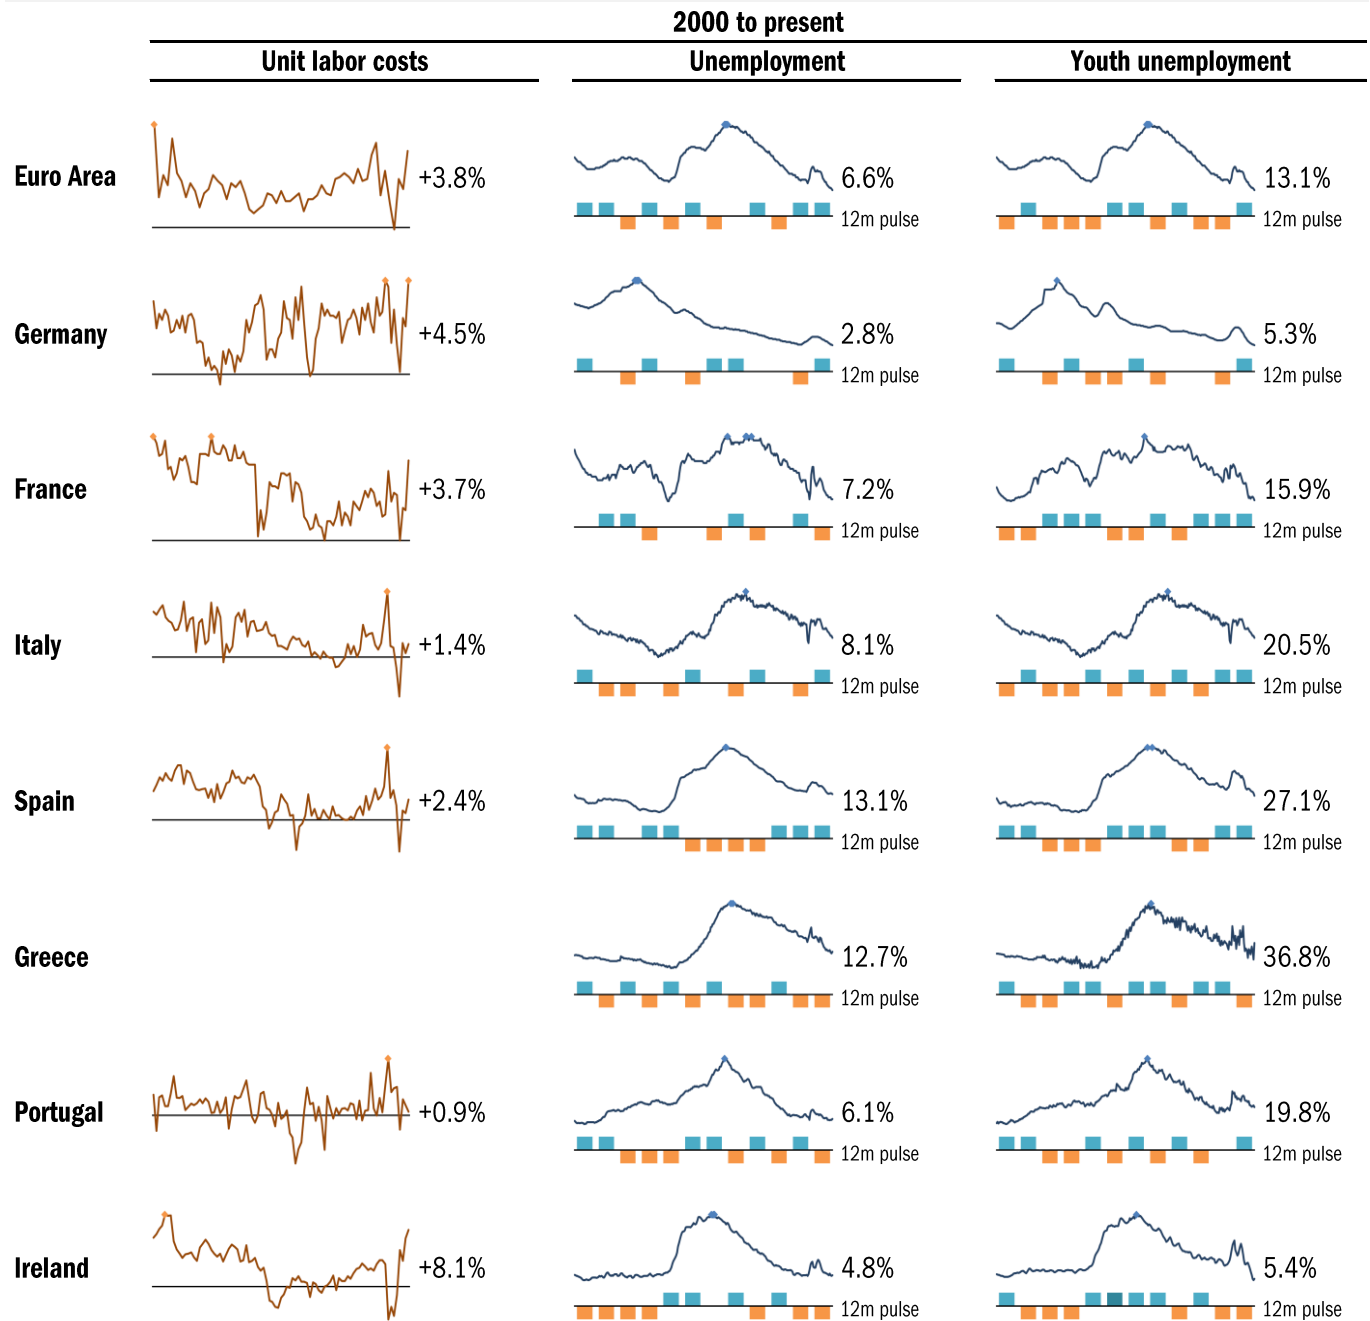 2000 to present
Unit labor costs Unemployment Youth unemployment
Euro Area +3.8% 6.6% 13.1%
12m pulse 12m pulse
Germany +4.5% 2.8% 5.3%
12m pulse 12m pulse
France +3.7% 7.2% 15.9%
12m pulse 12m pulse
Italy +1.4% 8.1% 20.5%
12m pulse 12m pulse
Spain +2.4% 13.1% 27.1%
12m pulse 12m pulse
Greece 12.7% 36.8%
12m pulse 12m pulse
Portugal +0.9% 6.1% 19.8%
12m pulse 12m pulse
Ireland +8.1% 4.8% 5.4%
12m pulse 12m pulse